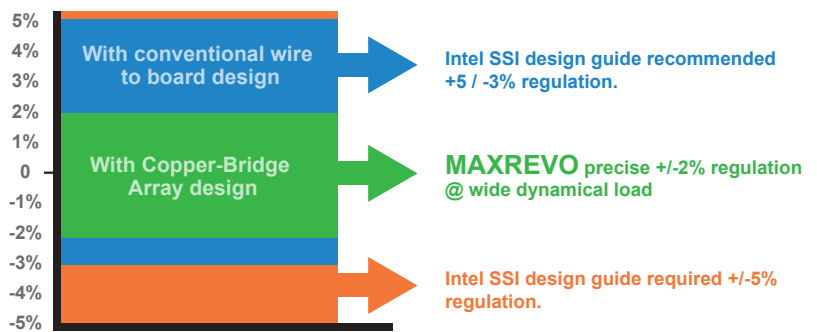 5%
4%
3%
2%
1%
0
-1%
-2%
-3%
-4%
-5%
With conventional wire
to board design
With Copper-Bridge
Array design
Intel SSI design guide recommended
+5 / -3% regulation.
MAXREVO precise +/-2% regulation
@ wide dynamical load
Intel SSI design guide required +/-5%
regulation.